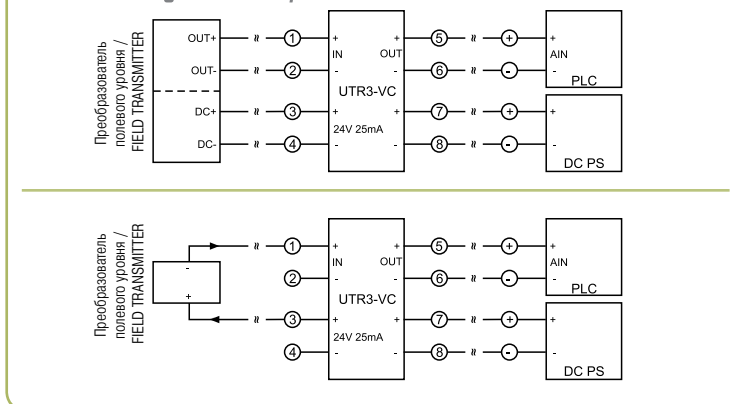 Преобразователь
полевого уровня /
FIELD TRANSMITTER
OUT+
OUT-
DC+
DC-
≈ 1 + + 5 ≈ + +
IN OUT AIN
≈ 2 - - 6 ≈ - -
PLC
UTR3-VC
≈ 3 + + 7 ≈ + +
24V 25mA
≈ 4 - - 8 ≈ - -
DC PS
Преобразователь
полевого уровня /
FIELD TRANSMITTER
-
+
≈ 1 + + 5 ≈ + +
IN OUT AIN
2 - - 6 ≈ - -
PLC
UTR3-VC
≈ 3 + + 7 ≈ + +
24V 25mA
4 - - 8 ≈ - -
DC PS